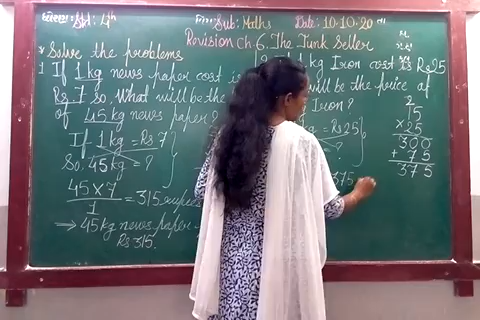 Std: 4th Sub: Maths Date: 10-10-20
Revision Ch-6. The Junk Seller
* Solve the problems
1 If 1 kg news paper cost is
Rs. 7 So, What will be the
of 45 kg news paper?
If 1 kg = Rs 7
So, 45 kg = ?
45 × 7
1
= 315 rupees
⇒ 45 kg news paper
Rs 315.
kg Iron cost is Rs 25
will be the price of
Iron?
kg = Rs 25
?
375
2
15
× 25
300
+ 75
375